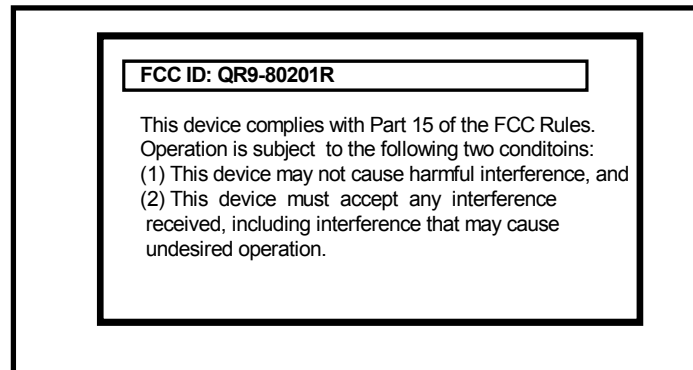 FCC ID: QR9-80201R
This device complies with Part 15 of the FCC Rules.
Operation is subject to the following two conditoins:
(1) This device may not cause harmful interference, and
(2) This device must accept any interference
received, including interference that may cause
undesired operation.